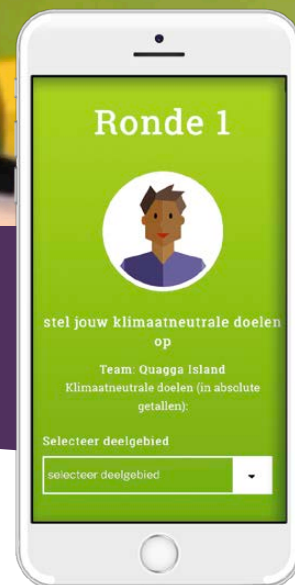 Ronde 1
stel jouw klimaatneutrale doelen
op
Team: Quagga Island
Klimaatneutrale doelen (in absolute
getallen):
Selecteer deelgebied
selecteer deelgebied